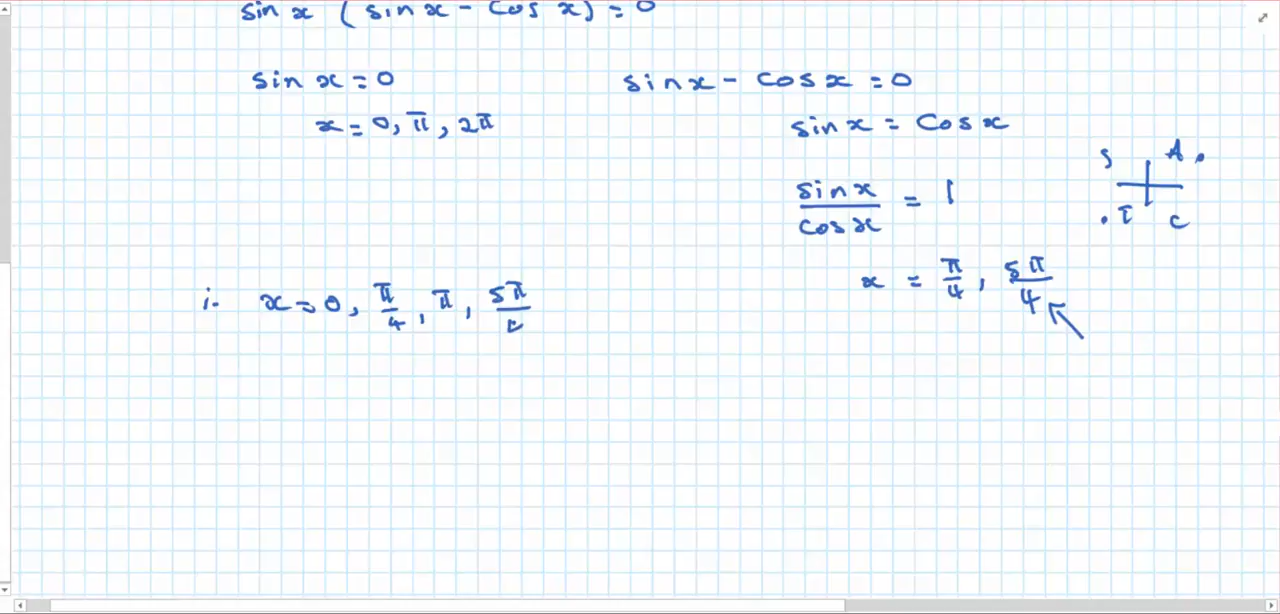 sin x (sin x - cos x) = 0
sin x = 0
x = 0, π, 2π
sin x - cos x = 0
sin x = cos x
sin x / cos x = 1
S A
T C
x = π/4, 5π/4
x = 0, π/4, π, 5π/4